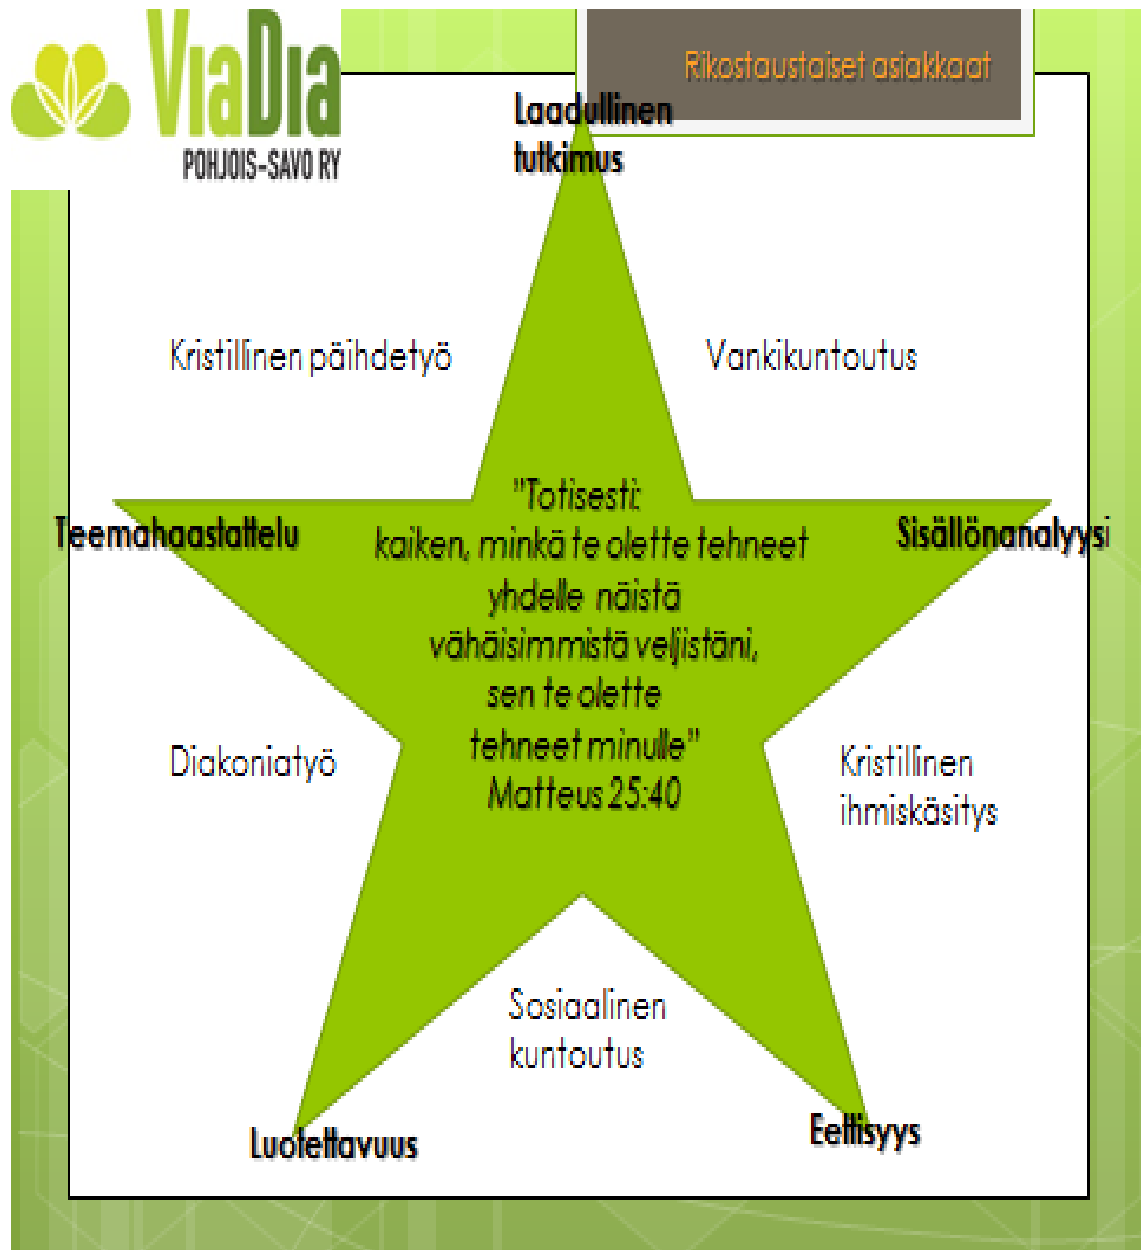 VIADIA
POHJOIS-SAVO RY
Rikostaustaiset asiakkaat
Laadullinen
tutkimus
Kristillinen päihdetyö
Vankikuntoutus
Teemahaastattelu
Sisällönanalyysi
"Totisesti:
kaiken, minkä te olette tehneet
yhdelle näistä
vähäisimmistä veljistäni,
sen te olette
tehneet minulle"
Matteus 25:40
Diakoniatyö
Kristillinen
ihmiskäsitys
Sosiaalinen
kuntoutus
Luotettavuus
Eettisyys